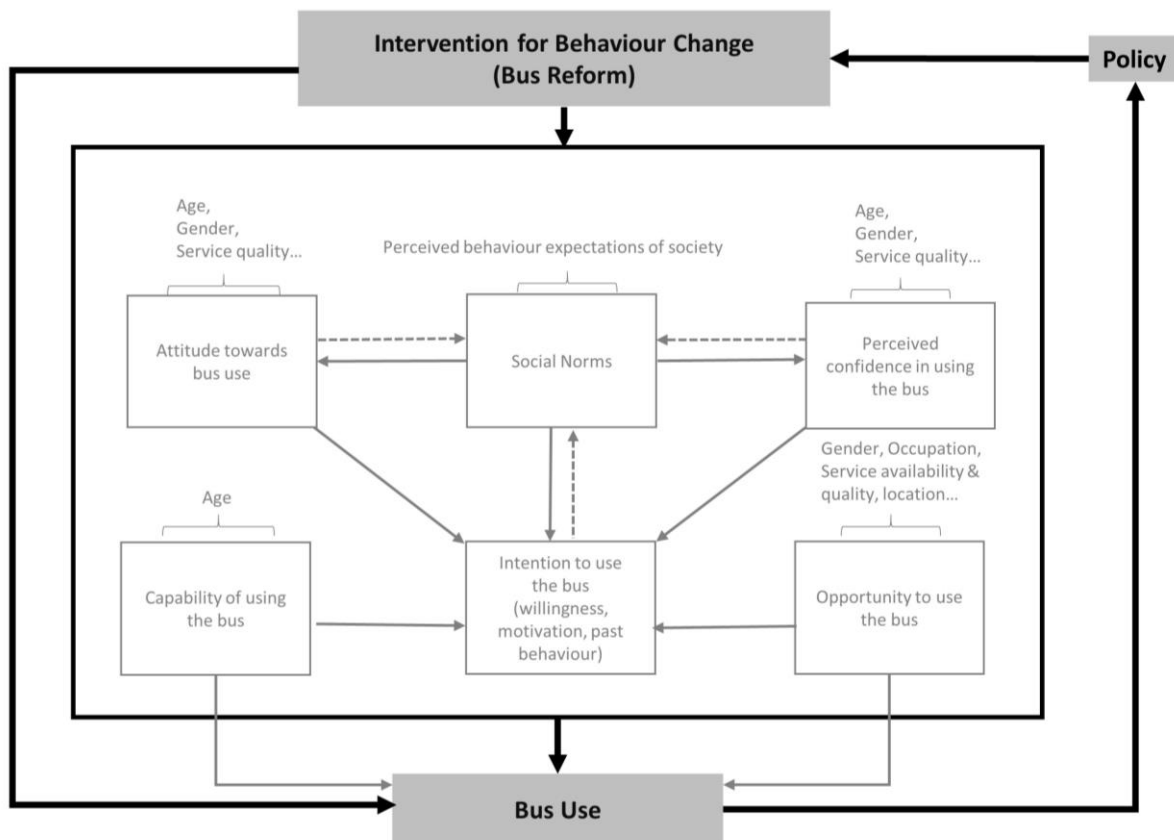 Intervention for Behaviour Change
(Bus Reform)
Policy
Age,
Gender,
Service quality...
Perceived behaviour expectations of society
Age,
Gender,
Service quality...
Attitude towards
bus use
Social Norms
Perceived
confidence in using
the bus
Age
Gender, Occupation,
Service availability &
quality, location...
Capability of using
the bus
Intention to use
the bus
(willingness,
motivation, past
behaviour)
Opportunity to use
the bus
Bus Use